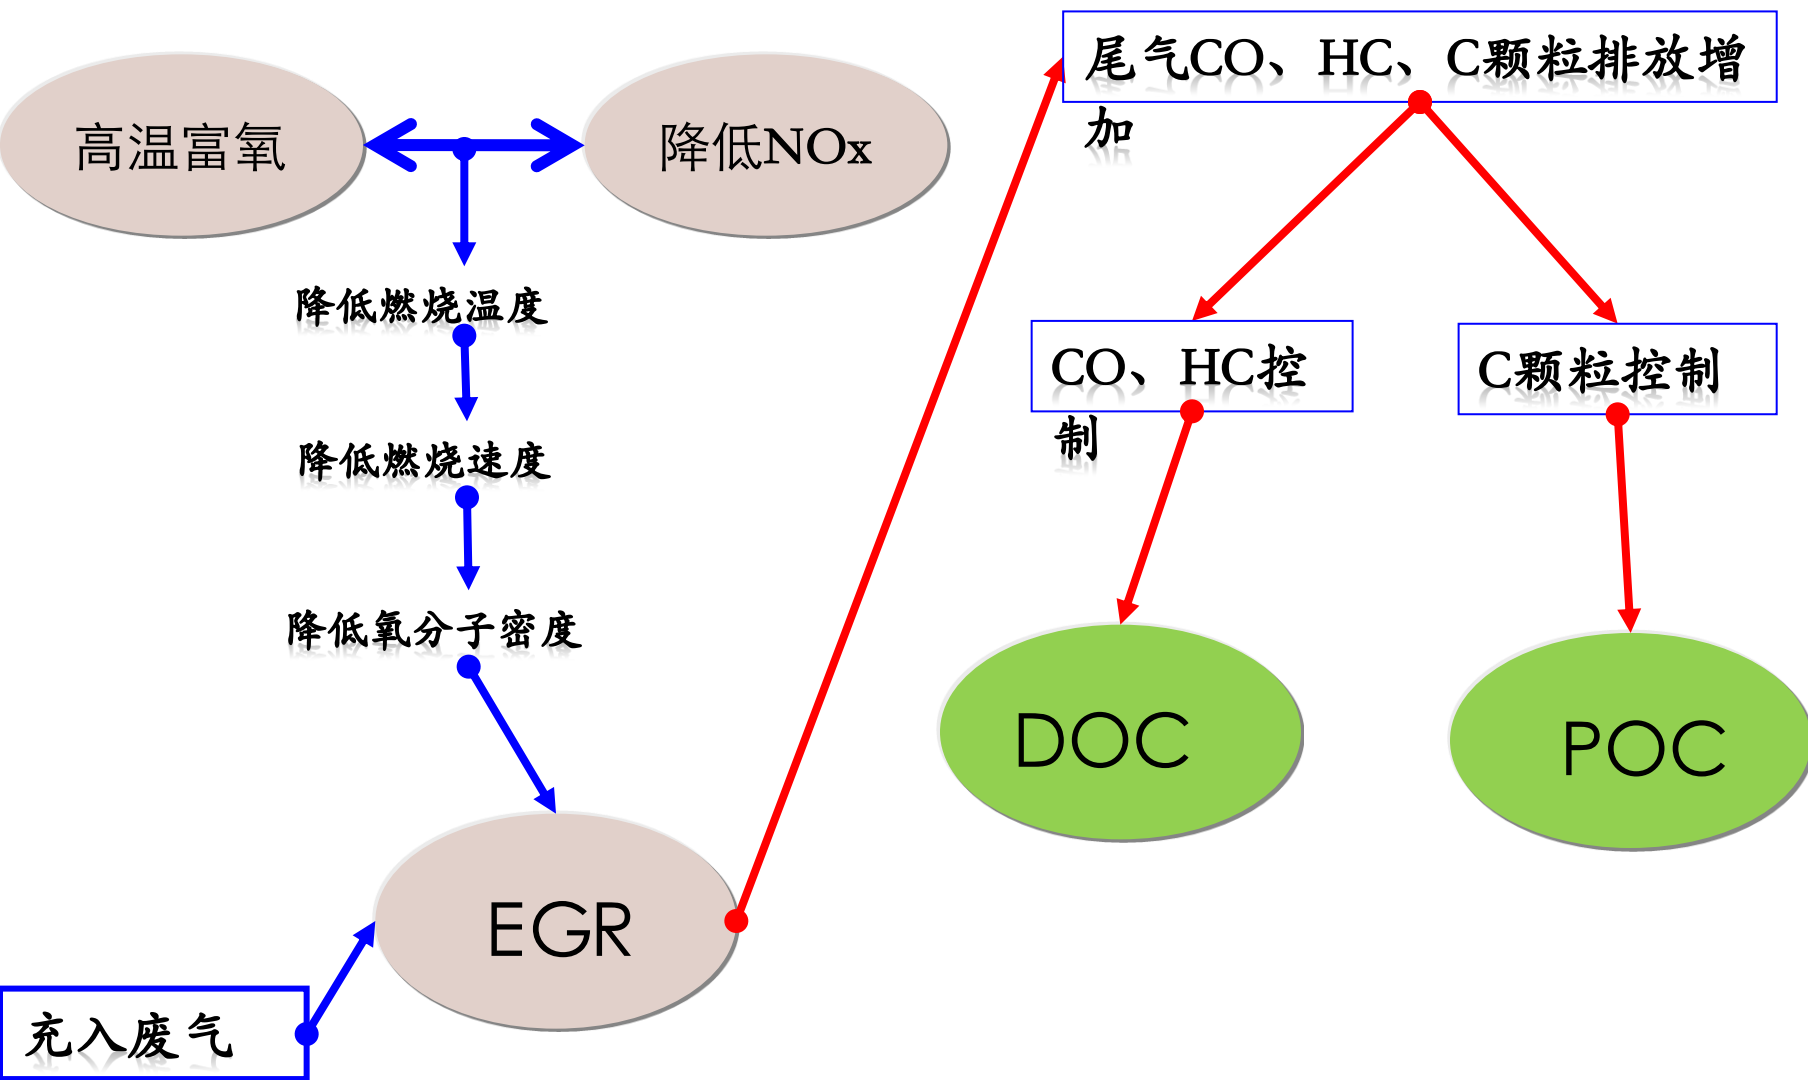 高温富氧
降低NOx
降低燃烧温度
降低燃烧速度
降低氧分子密度
EGR
充入废气
尾气CO、HC、C颗粒排放增
加
CO、HC控
制
C颗粒控制
DOC
POC